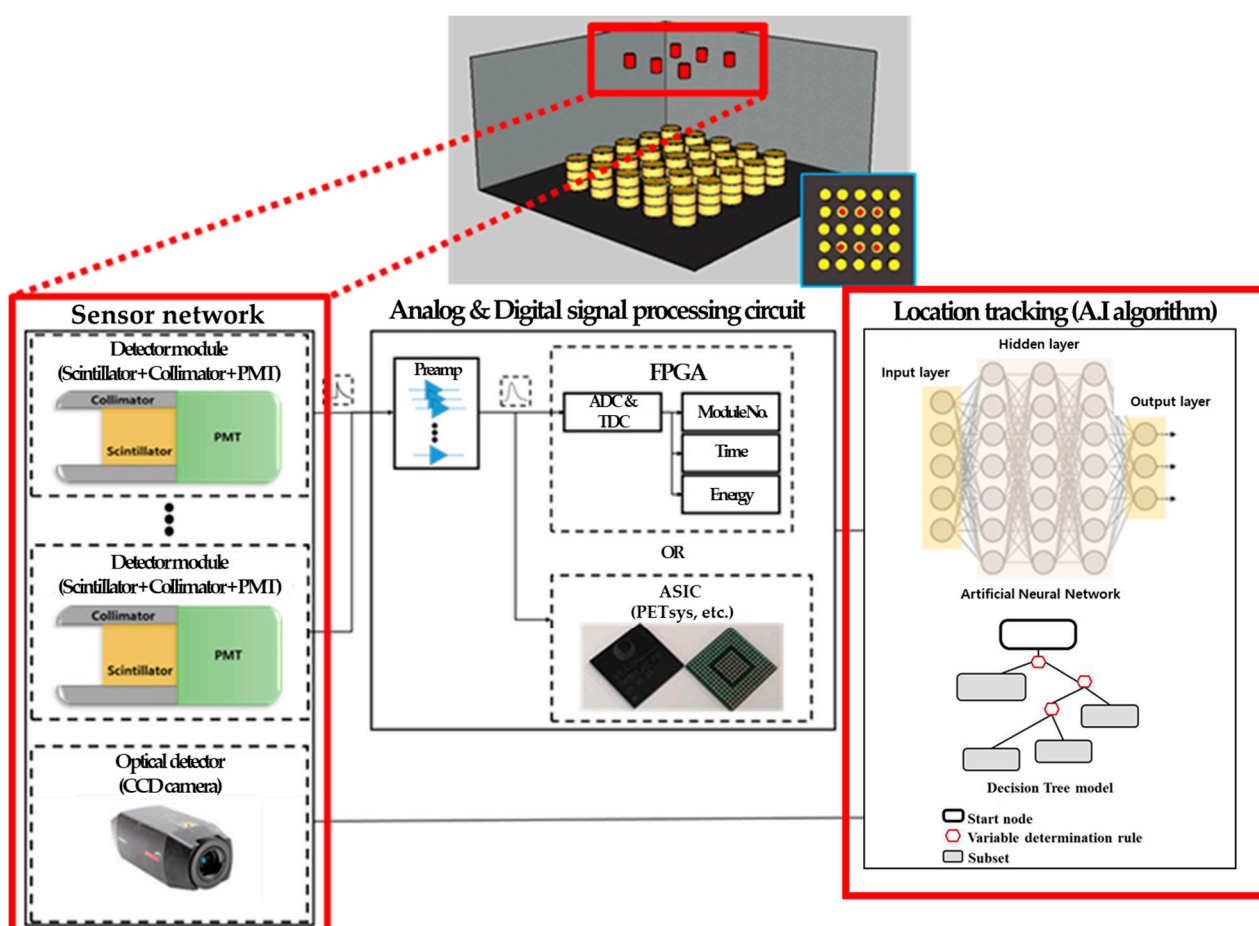 Sensor network
Detector module
(Scintillator+Collimator+PMT)
Collimator
Scintillator
PMT
Detector module
(Scintillator+Collimator+PMT)
Collimator
Scintillator
PMT
Optical detector
(CCD camera)
Analog & Digital signal processing circuit
Preamp
FPGA
ADC &
TDC
Module No.
Time
Energy
OR
ASIC
(PETsys, etc.)
Location tracking (A.I algorithm)
Hidden layer
Input layer
Output layer
Artificial Neural Network
Decision Tree model
Start node
Variable determination rule
Subset